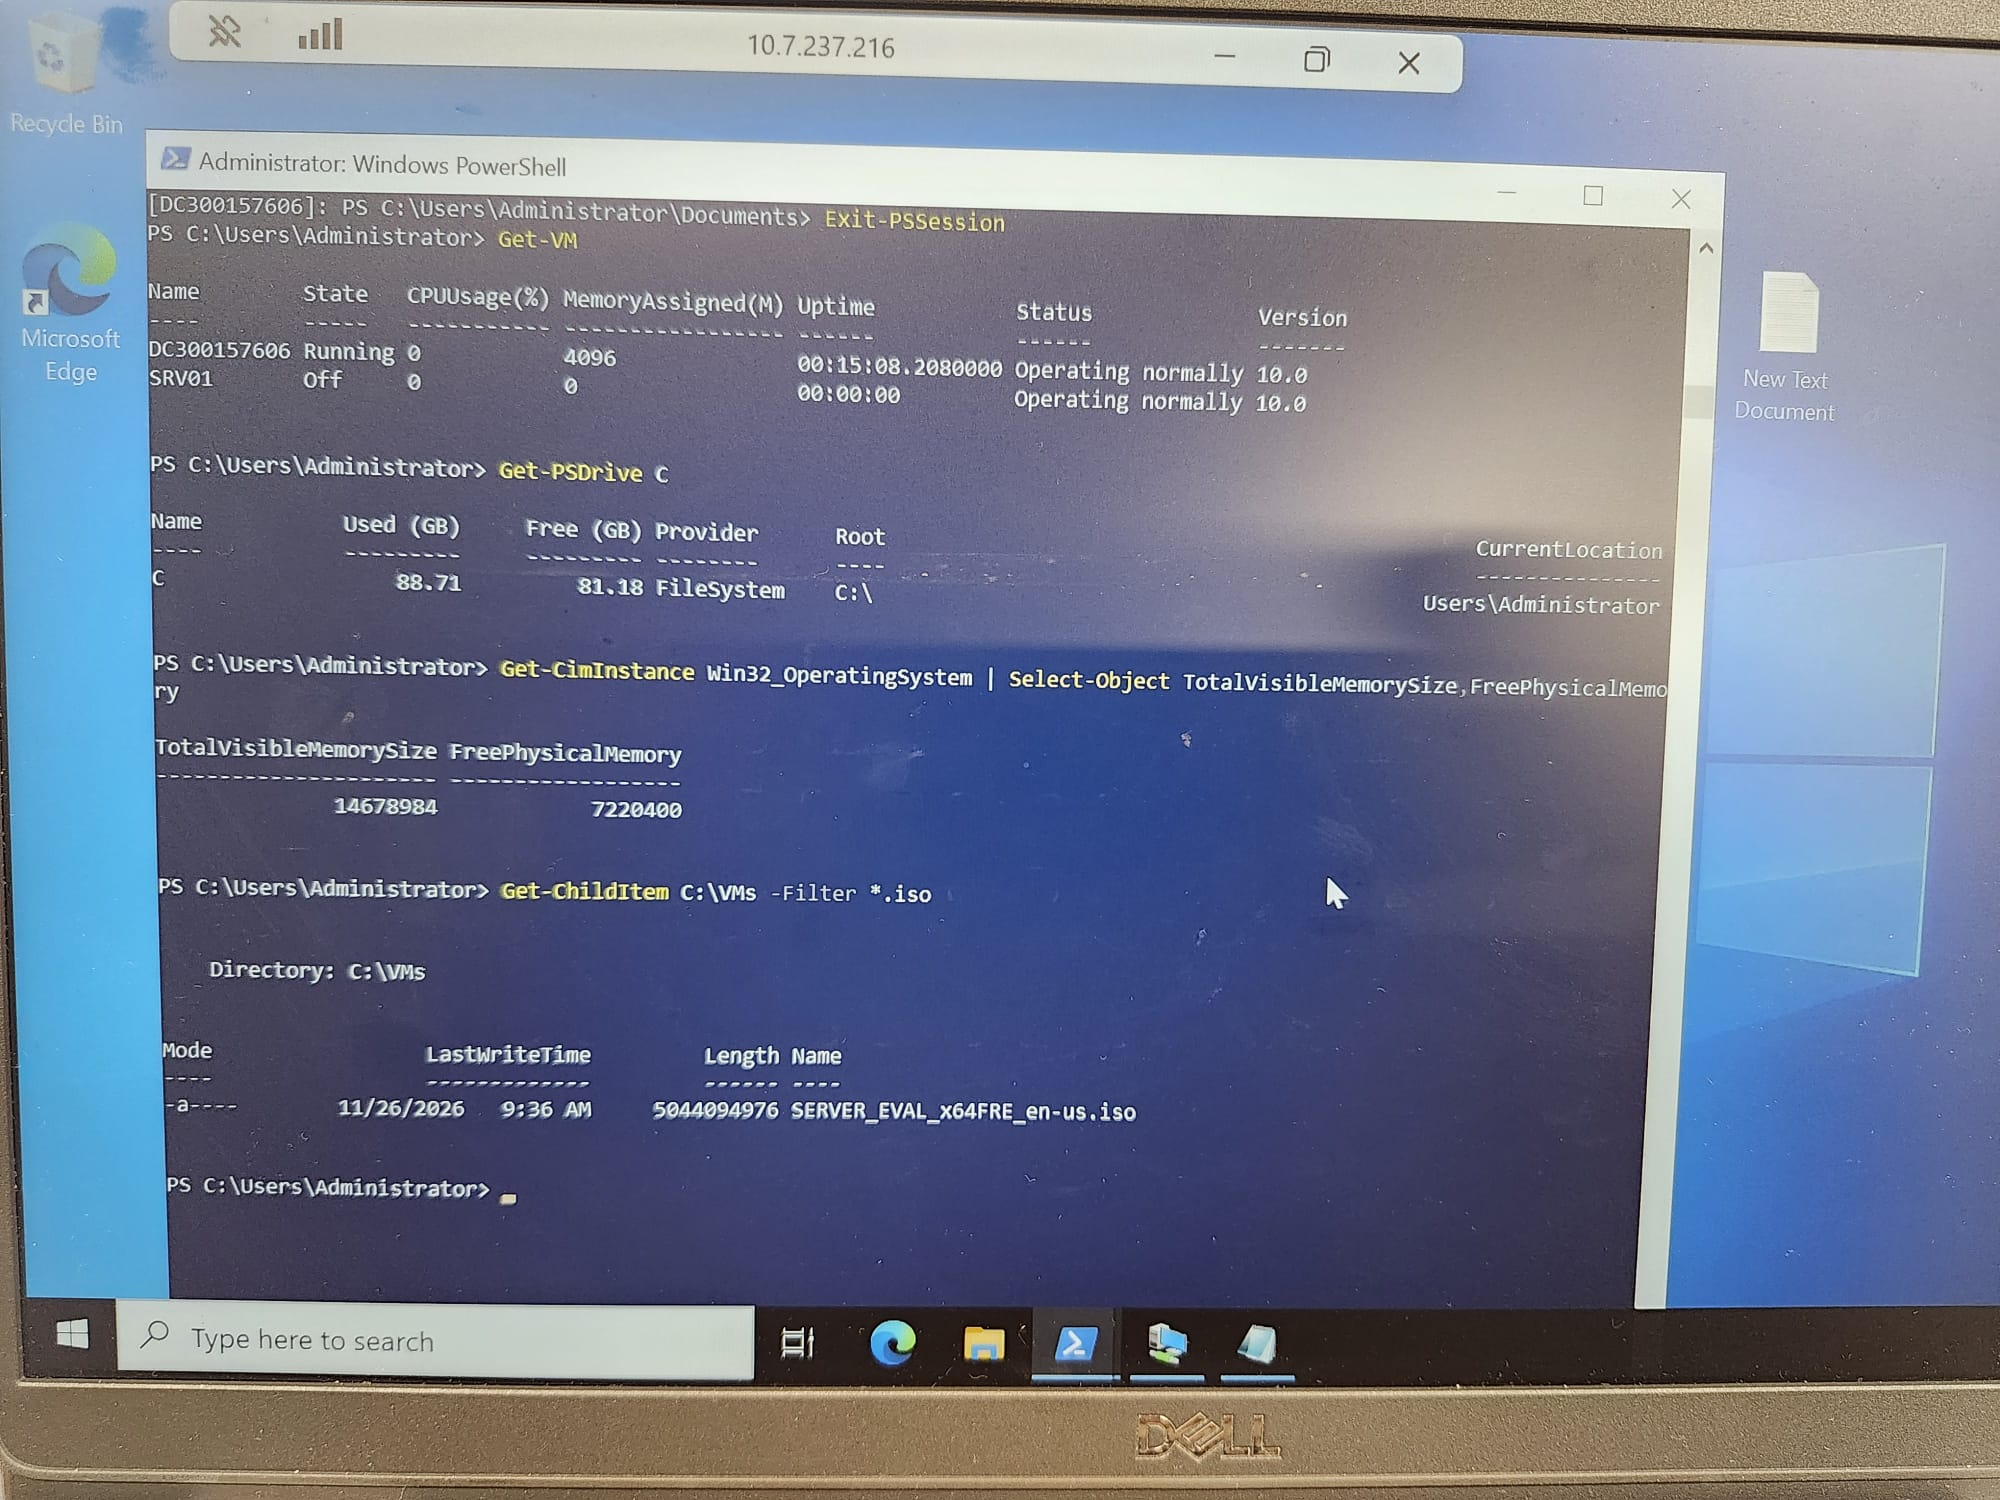 10.7.237.216
Recycle Bin
Administrator: Windows PowerShell
[DC300157606]: PS C:\Users\Administrator\Documents> Exit-PSSession
PS C:\Users\Administrator> Get-VM
Name State CPUUsage(%) MemoryAssigned(M) Uptime Status Version
---- ----- ----------- ----------------- ------ ------ -------
DC300157606 Running 0 4096 00:15:08.2080000 Operating normally 10.0
SRV01 Off 0 0 00:00:00 Operating normally 10.0
Microsoft
Edge
New Text
Document
PS C:\Users\Administrator> Get-PSDrive C
Name Used (GB) Free (GB) Provider Root CurrentLocation
---- --------- --------- -------- ---- ---------------
C 88.71 81.18 FileSystem C:\ Users\Administrator
PS C:\Users\Administrator> Get-CimInstance Win32_OperatingSystem | Select-Object TotalVisibleMemorySize,FreePhysicalMemo
ry
TotalVisibleMemorySize FreePhysicalMemory
---------------------- ------------------
14678984 7220400
PS C:\Users\Administrator> Get-ChildItem C:\VMs -Filter *.iso
Directory: C:\VMs
Mode LastWriteTime Length Name
---- ------------- ------ ----
-a---- 11/26/2026 9:36 AM 5044094976 SERVER_EVAL_x64FRE_en-us.iso
PS C:\Users\Administrator>
Type here to search
DELL